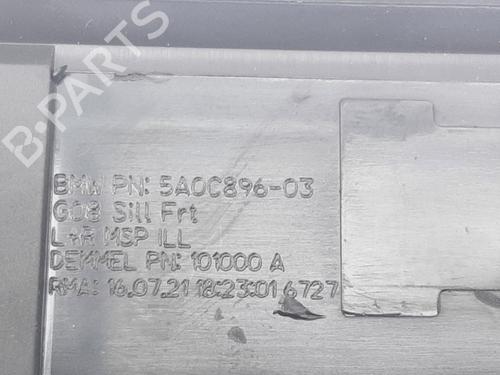 B-PARTS
BMW PN: 5A0C896-03
G08 Sill Frt
L+R MSP ILL
DEMMEL PN: 101000 A
RMA: 16.07.21 18:23:01 6727